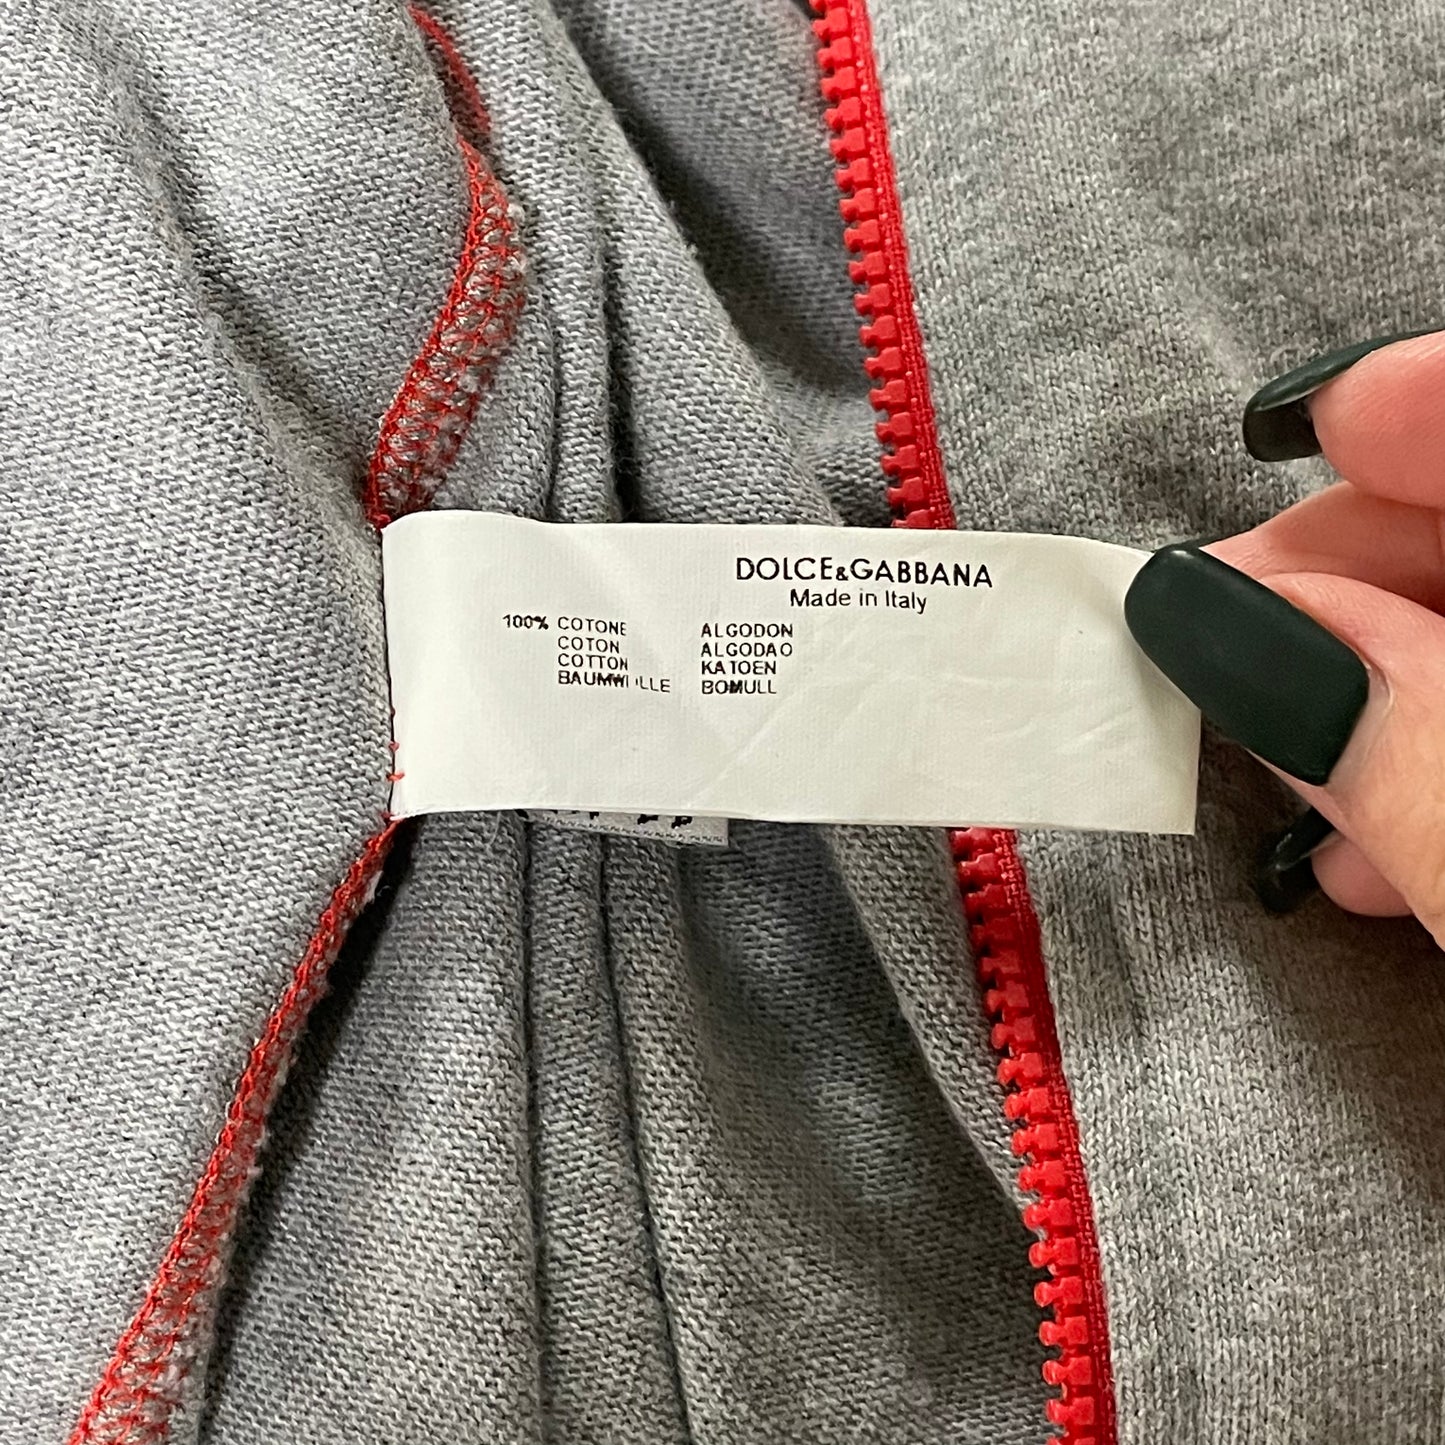 DOLCE&GABBANA
Made in Italy
100% COTONE ALGODON
COTON ALGODAO
COTTON KATOEN
BAUMWOLLE BOMULL